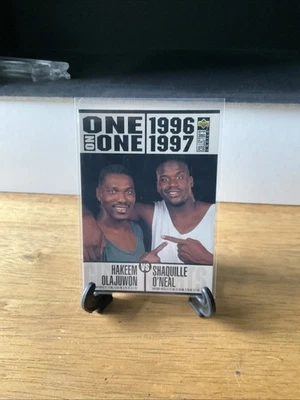 ONE 1996
ON
ONE 1997
HAKEEM VS SHAQUILLE
OLAJUWON O'NEAL